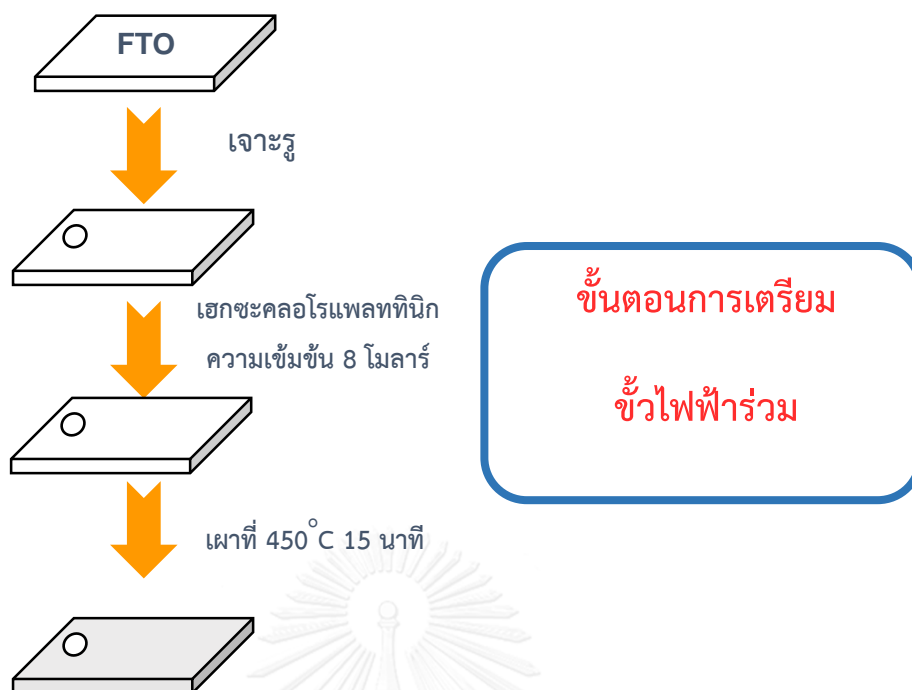 FTO
เจาะรู
เฮกซะคลอโรแพลททินิก
ความเข้มข้น 8 โมลาร์
เผาที่ 450°C 15 นาที
ขั้นตอนการเตรียม
ขั้วไฟฟ้าร่วม